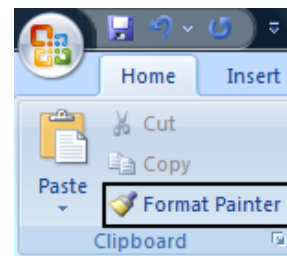 Home Insert
Cut
Copy
Paste
Format Painter
Clipboard